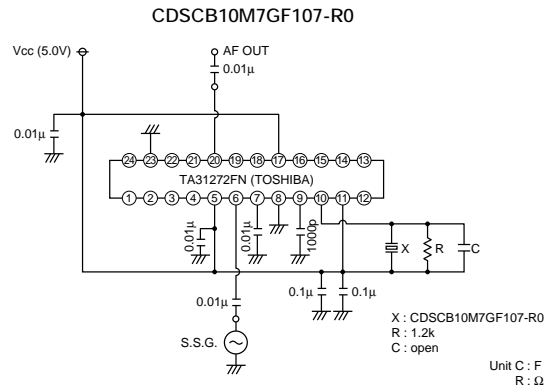 CDSCB10M7GF107-R0
Vcc (5.0V)
AF OUT
0.01μ
0.01μ
24 23 22 21 20 19 18 17 16 15 14 13
TA31272FN (TOSHIBA)
1 2 3 4 5 6 7 8 9 10 11 12
0.01μ
0.01μ
1000p
X
R
C
0.01μ
0.1μ
0.1μ
S.S.G.
X : CDSCB10M7GF107-R0
R : 1.2k
C : open
Unit C : F
R : Ω